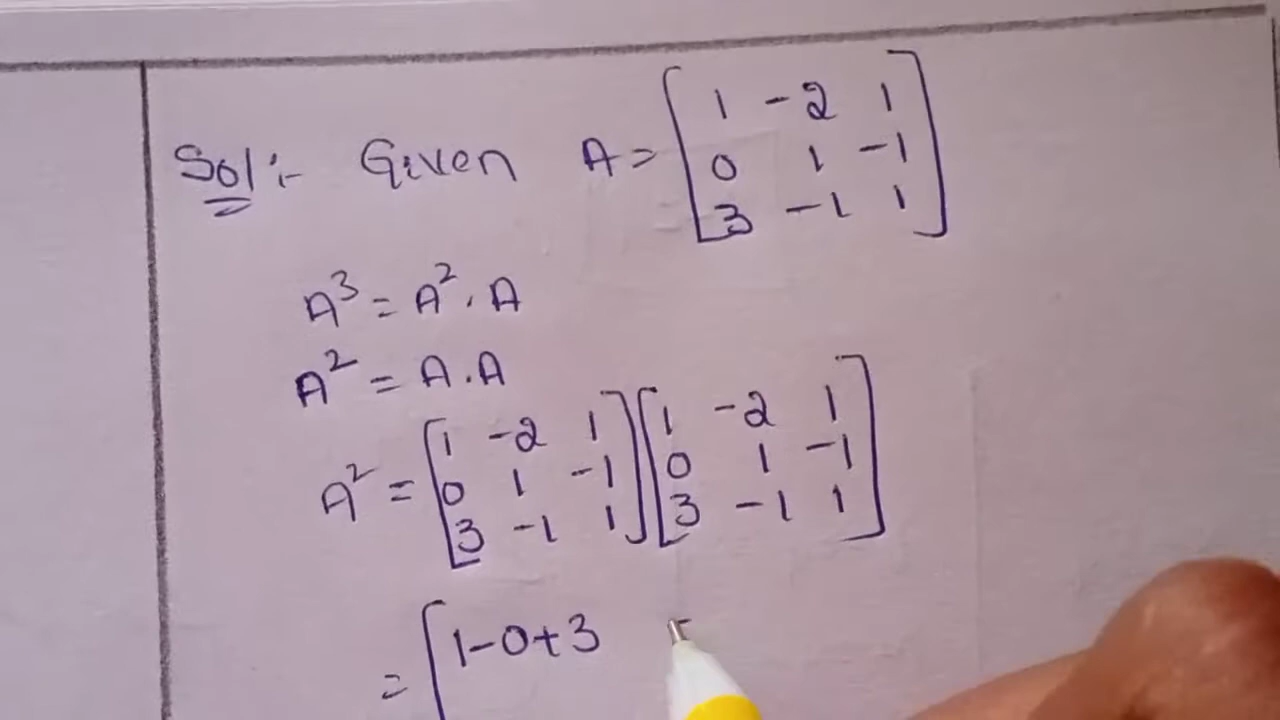 Sol:- Given A = [1 -2 1
0 1 -1
3 -1 1]
A³ = A² . A
A² = A . A
A² = [1 -2 1] [1 -2 1]
[0 1 -1] [0 1 -1]
[3 -1 1] [3 -1 1]
= [1-0+3